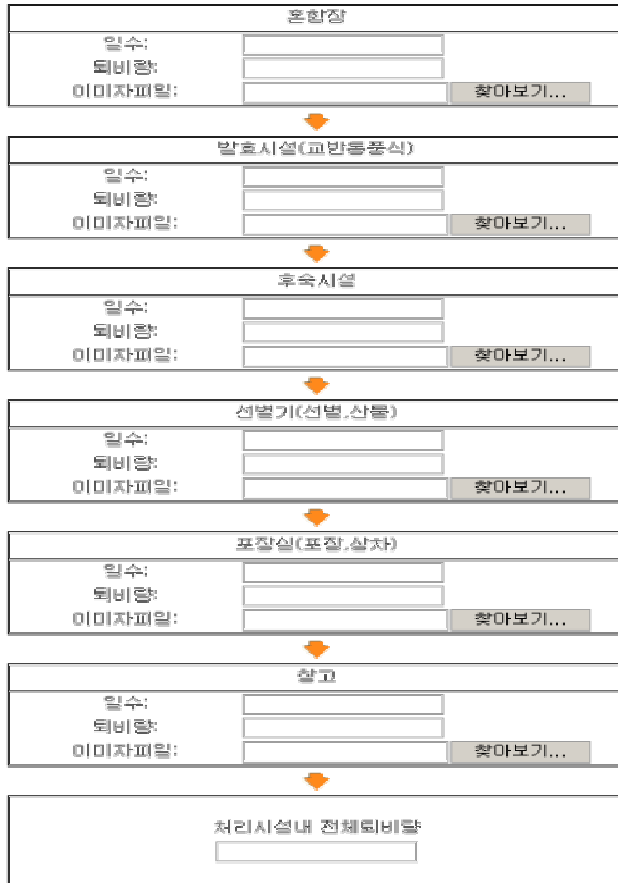 혼합장
일수:
퇴비량:
이미자파일: 찾아보기...
발효시설(교반통풍식)
일수:
퇴비량:
이미자파일: 찾아보기...
후숙시설
일수:
퇴비량:
이미자파일: 찾아보기...
선별기(선별,산물)
일수:
퇴비량:
이미자파일: 찾아보기...
포장실(포장,상차)
일수:
퇴비량:
이미자파일: 찾아보기...
창고
일수:
퇴비량:
이미자파일: 찾아보기...
처리시설내 전체퇴비량